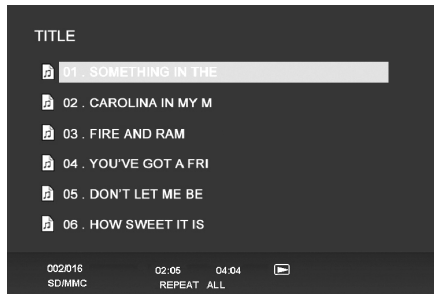 TITLE
01 . SOMETHING IN THE
02 . CAROLINA IN MY M
03 . FIRE AND RAM
04 . YOU'VE GOT A FRI
05 . DON'T LET ME BE
06 . HOW SWEET IT IS
002/016 02:05 04:04
SD/MMC REPEAT ALL